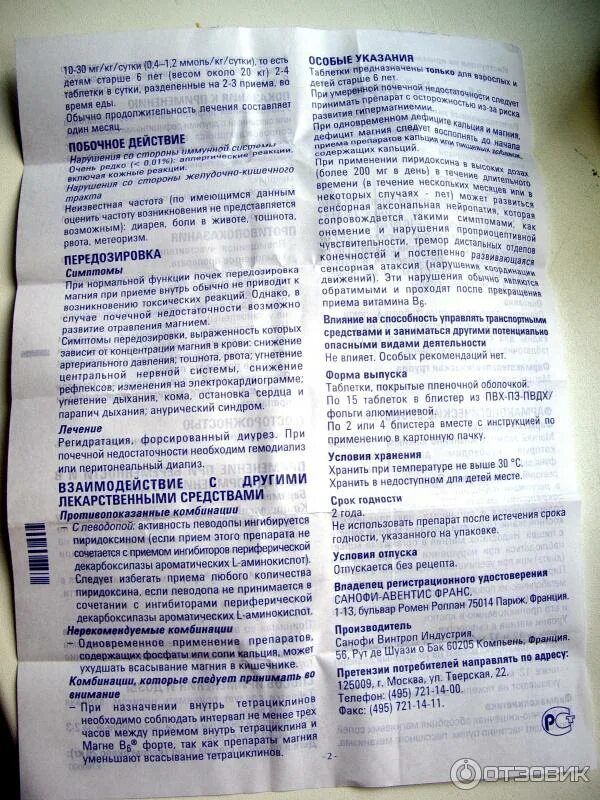 10-30 мг/кг/сутки (0,4–1,2 ммоль/кг/сутки), то есть
детям старше 6 лет (весом около 20 кг) 2-4
таблетки в сутки, разделенные на 2-3 приема, во
время еды.
Обычно продолжительность лечения составляет
один месяц.
ПОБОЧНОЕ ДЕЙСТВИЕ
Нарушения со стороны иммунной системы
Очень редко (< 0,01%): аллергические реакции,
включая кожные реакции.
Нарушения со стороны желудочно-кишечного
тракта
Неизвестная частота (по имеющимся данным
оценить частоту возникновения не представляется
возможным): диарея, боли в животе, тошнота,
рвота, метеоризм.
ПЕРЕДОЗИРОВКА
Симптомы
При нормальной функции почек передозировка
магния при приеме внутрь обычно не приводит к
возникновению токсических реакций. Однако, в
случае почечной недостаточности возможно
развитие отравления магнием.
Симптомы передозировки, выраженность которых
зависит от концентрации магния в крови: снижение
артериального давления; тошнота, рвота; угнетение
центральной нервной системы, снижение
рефлексов; изменения на электрокардиограмме;
угнетение дыхания, кома, остановка сердца и
паралич дыхания; анурический синдром.
Лечение
Регидратация, форсированный диурез. При
почечной недостаточности необходим гемодиализ
или перитонеальный диализ.
ВЗАИМОДЕЙСТВИЕ С ДРУГИМИ
ЛЕКАРСТВЕННЫМИ СРЕДСТВАМИ
Противопоказанные комбинации
– С леводопой: активность леводопы ингибируется
пиридоксином (если прием этого препарата не
сочетается с приемом ингибиторов периферической
декарбоксилазы ароматических L-аминокислот).
Следует избегать приема любого количества
пиридоксина, если леводопа не принимается в
сочетании с ингибиторами периферической
декарбоксилазы ароматических L-аминокислот.
Нерекомендуемые комбинации
– Одновременное применение препаратов,
содержащих фосфаты или соли кальция, может
ухудшать всасывание магния в кишечнике.
Комбинации, которые следует принимать во
внимание
– При назначении внутрь тетрациклинов
необходимо соблюдать интервал не менее трех
часов между приемом внутрь тетрациклина и
Магне В6® форте, так как препараты магния
уменьшают всасывание тетрациклинов.
ОСОБЫЕ УКАЗАНИЯ
Таблетки предназначены только для взрослых и
детей старше 6 лет.
При умеренной почечной недостаточности следует
принимать препарат с осторожностью из-за риска
развития гипермагниемии.
При одновременном дефиците кальция и магния,
дефицит магния следует восполнять до начала
приема препаратов кальция или пищевых добавок,
содержащих кальций.
При применении пиридоксина в высоких дозах
(более 200 мг в день) в течение длительного
времени (в течение нескольких месяцев или в
некоторых случаях - лет) может развиться
сенсорная аксональная нейропатия, которая
сопровождается такими симптомами, как
онемение и нарушения проприоцептивной
чувствительности, тремор дистальных отделов
конечностей и постепенно развивающаяся
сенсорная атаксия (нарушения координации
движений). Эти нарушения обычно являются
обратимыми и проходят после прекращения
приема витамина В6.
Влияние на способность управлять транспортными
средствами и заниматься другими потенциально
опасными видами деятельности
Не влияет. Особых рекомендаций нет.
Форма выпуска
Таблетки, покрытые пленочной оболочкой.
По 15 таблеток в блистер из ПВХ-ПЭ-ПВДХ/
фольги алюминиевой.
По 2 или 4 блистера вместе с инструкцией по
применению в картонную пачку.
Условия хранения
Хранить при температуре не выше 30 °С.
Хранить в недоступном для детей месте.
Срок годности
2 года.
Не использовать препарат после истечения срока
годности, указанного на упаковке.
Условия отпуска
Отпускается без рецепта.
Владелец регистрационного удостоверения
САНОФИ-АВЕНТИС ФРАНС,
1-13, бульвар Ромен Роллан 75014 Париж, Франция.
Производитель
Санофи Винтроп Индустрия.
56, Рут де Шуази о Бак 60205 Компьень, Франция.
Претензии потребителей направлять по адресу:
125009, г. Москва, ул. Тверская, 22.
Телефон: (495) 721-14-00.
Факс: (495) 721-14-11.
- 2 -
РСТ
ОТЗОВИК